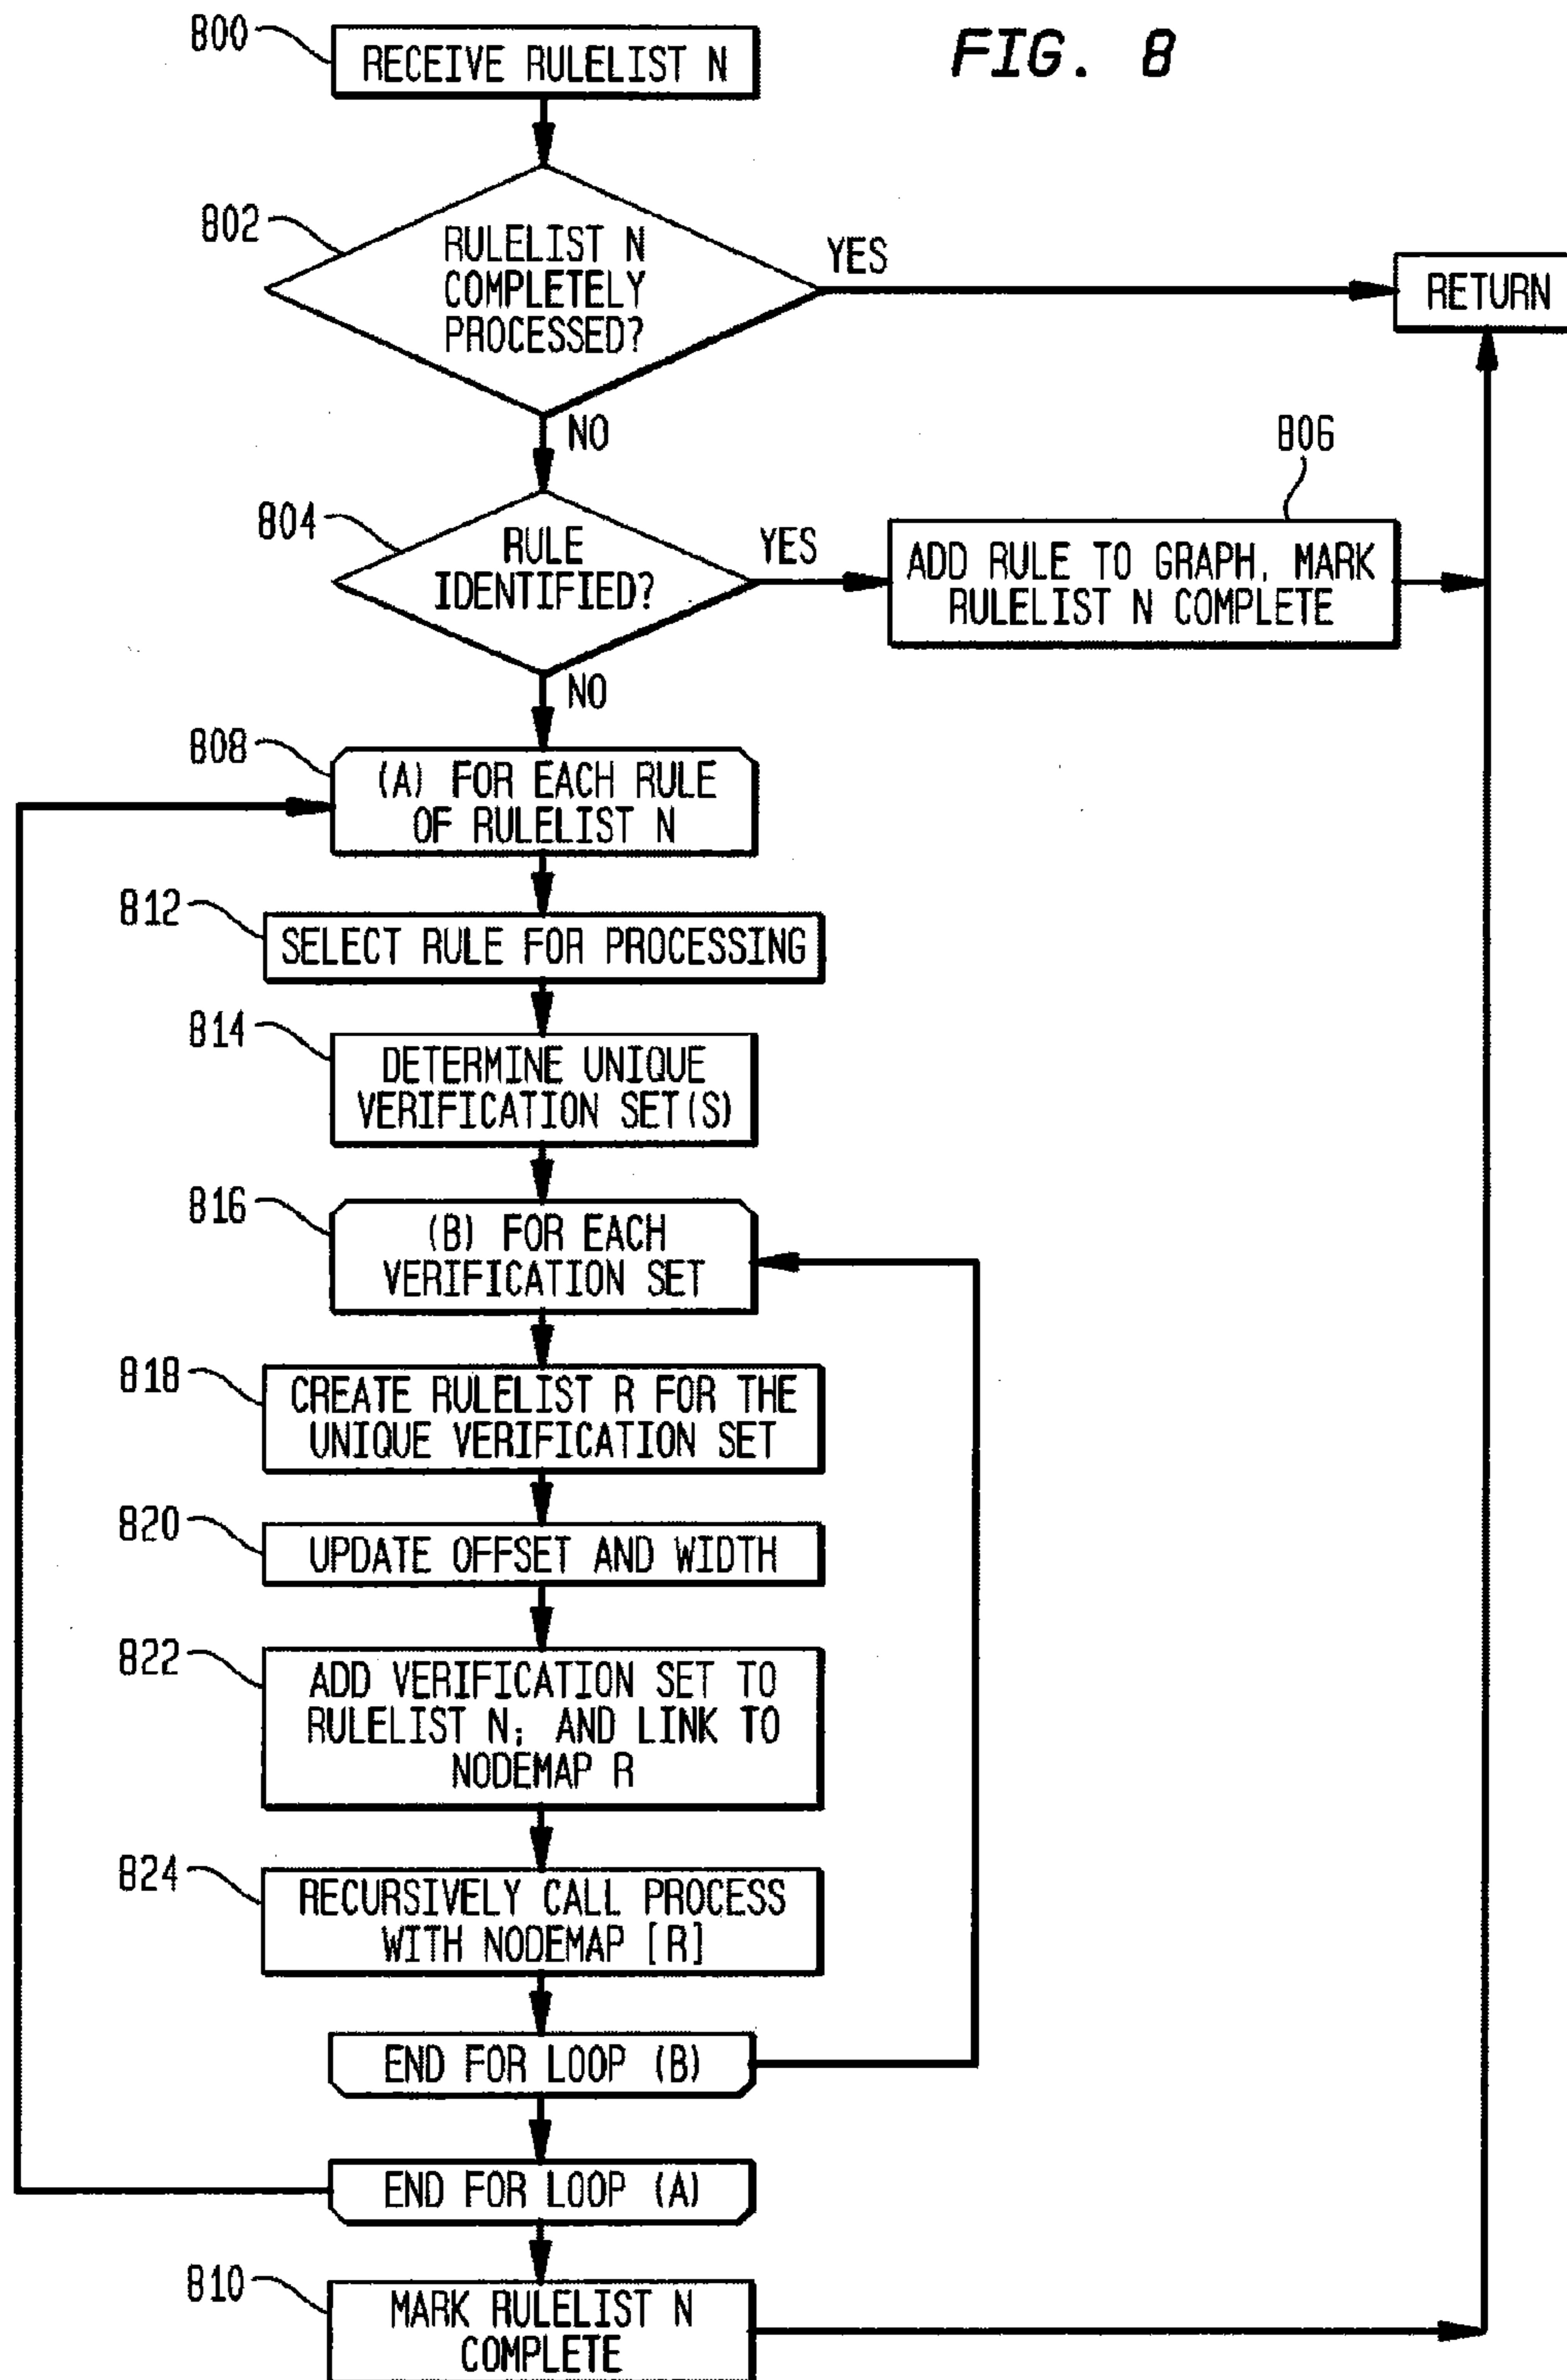 FIG. 8
800
RECEIVE RULELIST N
802
RULELIST N
COMPLETELY
PROCESSED?
YES
RETURN
NO
804
RULE
IDENTIFIED?
YES
806
ADD RULE TO GRAPH, MARK
RULELIST N COMPLETE
NO
808
(A) FOR EACH RULE
OF RULELIST N
812
SELECT RULE FOR PROCESSING
814
DETERMINE UNIQUE
VERIFICATION SET(S)
816
(B) FOR EACH
VERIFICATION SET
818
CREATE RULELIST R FOR THE
UNIQUE VERIFICATION SET
820
UPDATE OFFSET AND WIDTH
822
ADD VERIFICATION SET TO
RULELIST N; AND LINK TO
NODEMAP R
824
RECURSIVELY CALL PROCESS
WITH NODEMAP [R]
END FOR LOOP (B)
END FOR LOOP (A)
810
MARK RULELIST N
COMPLETE